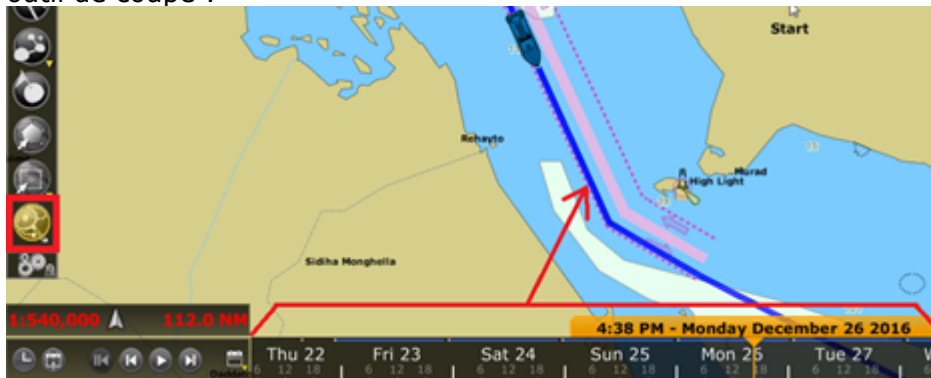 outil de coupe :
Start
Rehayto
Murad
High Light
Sidiha Monghella
1:540,000 112.0 NM
4:38 PM - Monday December 26 2016
Thu 22 Fri 23 Sat 24 Sun 25 Mon 26 Tue 27
6 12 18 6 12 18 6 12 18 6 12 18 6 12 18 6 12 18 6